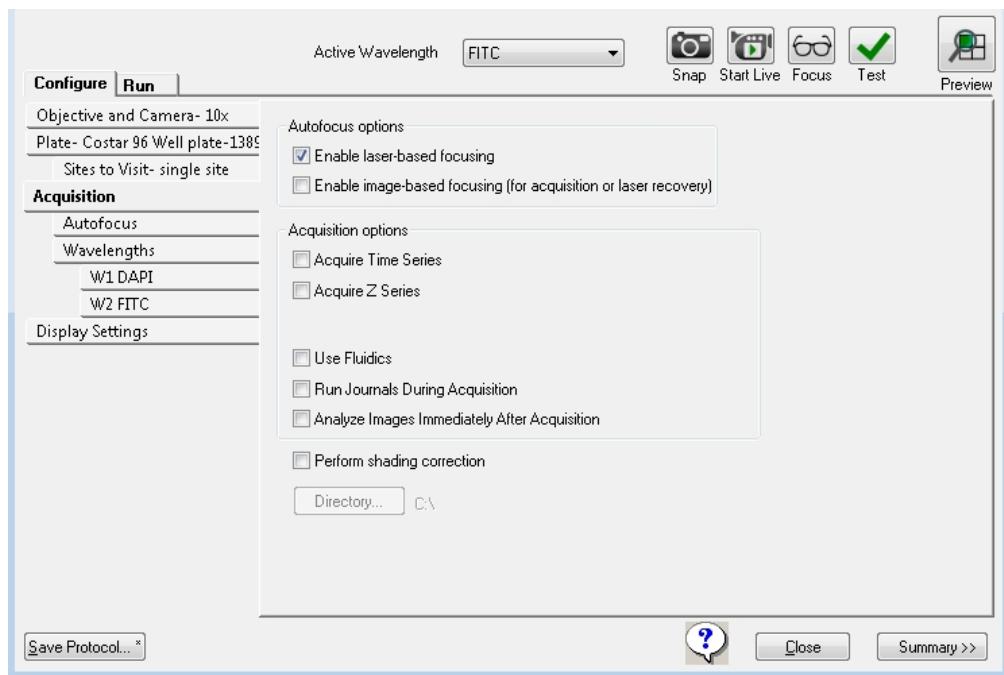 Active Wavelength FITC
Snap Start Live Focus Test Preview
Configure Run
Objective and Camera- 10x
Plate- Costar 96 Well plate-1389
Sites to Visit- single site
Acquisition
Autofocus
Wavelengths
W1 DAPI
W2 FITC
Display Settings
Autofocus options
Enable laser-based focusing
Enable image-based focusing (for acquisition or laser recovery)
Acquisition options
Acquire Time Series
Acquire Z Series
Use Fluidics
Run Journals During Acquisition
Analyze Images Immediately After Acquisition
Perform shading correction
Directory... C:\
Save Protocol... *
?
Close
Summary >>